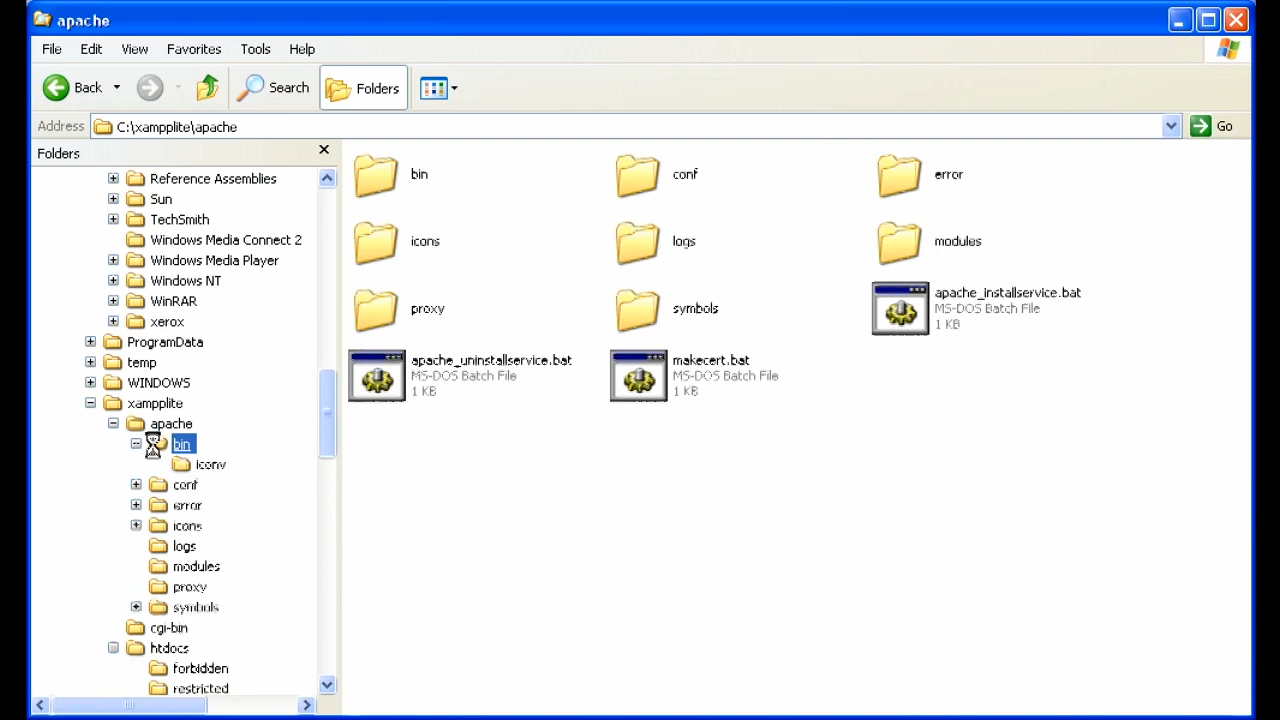 apache
File Edit View Favorites Tools Help
Back Search Folders
Address C:\xampplite\apache Go
Folders
Reference Assemblies
Sun
TechSmith
Windows Media Connect 2
Windows Media Player
Windows NT
WinRAR
xerox
ProgramData
temp
WINDOWS
xampplite
apache
bin
iconv
conf
error
icons
logs
modules
proxy
symbols
cgi-bin
htdocs
forbidden
restricted
bin conf error
icons logs modules
proxy symbols
apache_installservice.bat
MS-DOS Batch File
1 KB
apache_uninstallservice.bat
MS-DOS Batch File
1 KB
makecert.bat
MS-DOS Batch File
1 KB